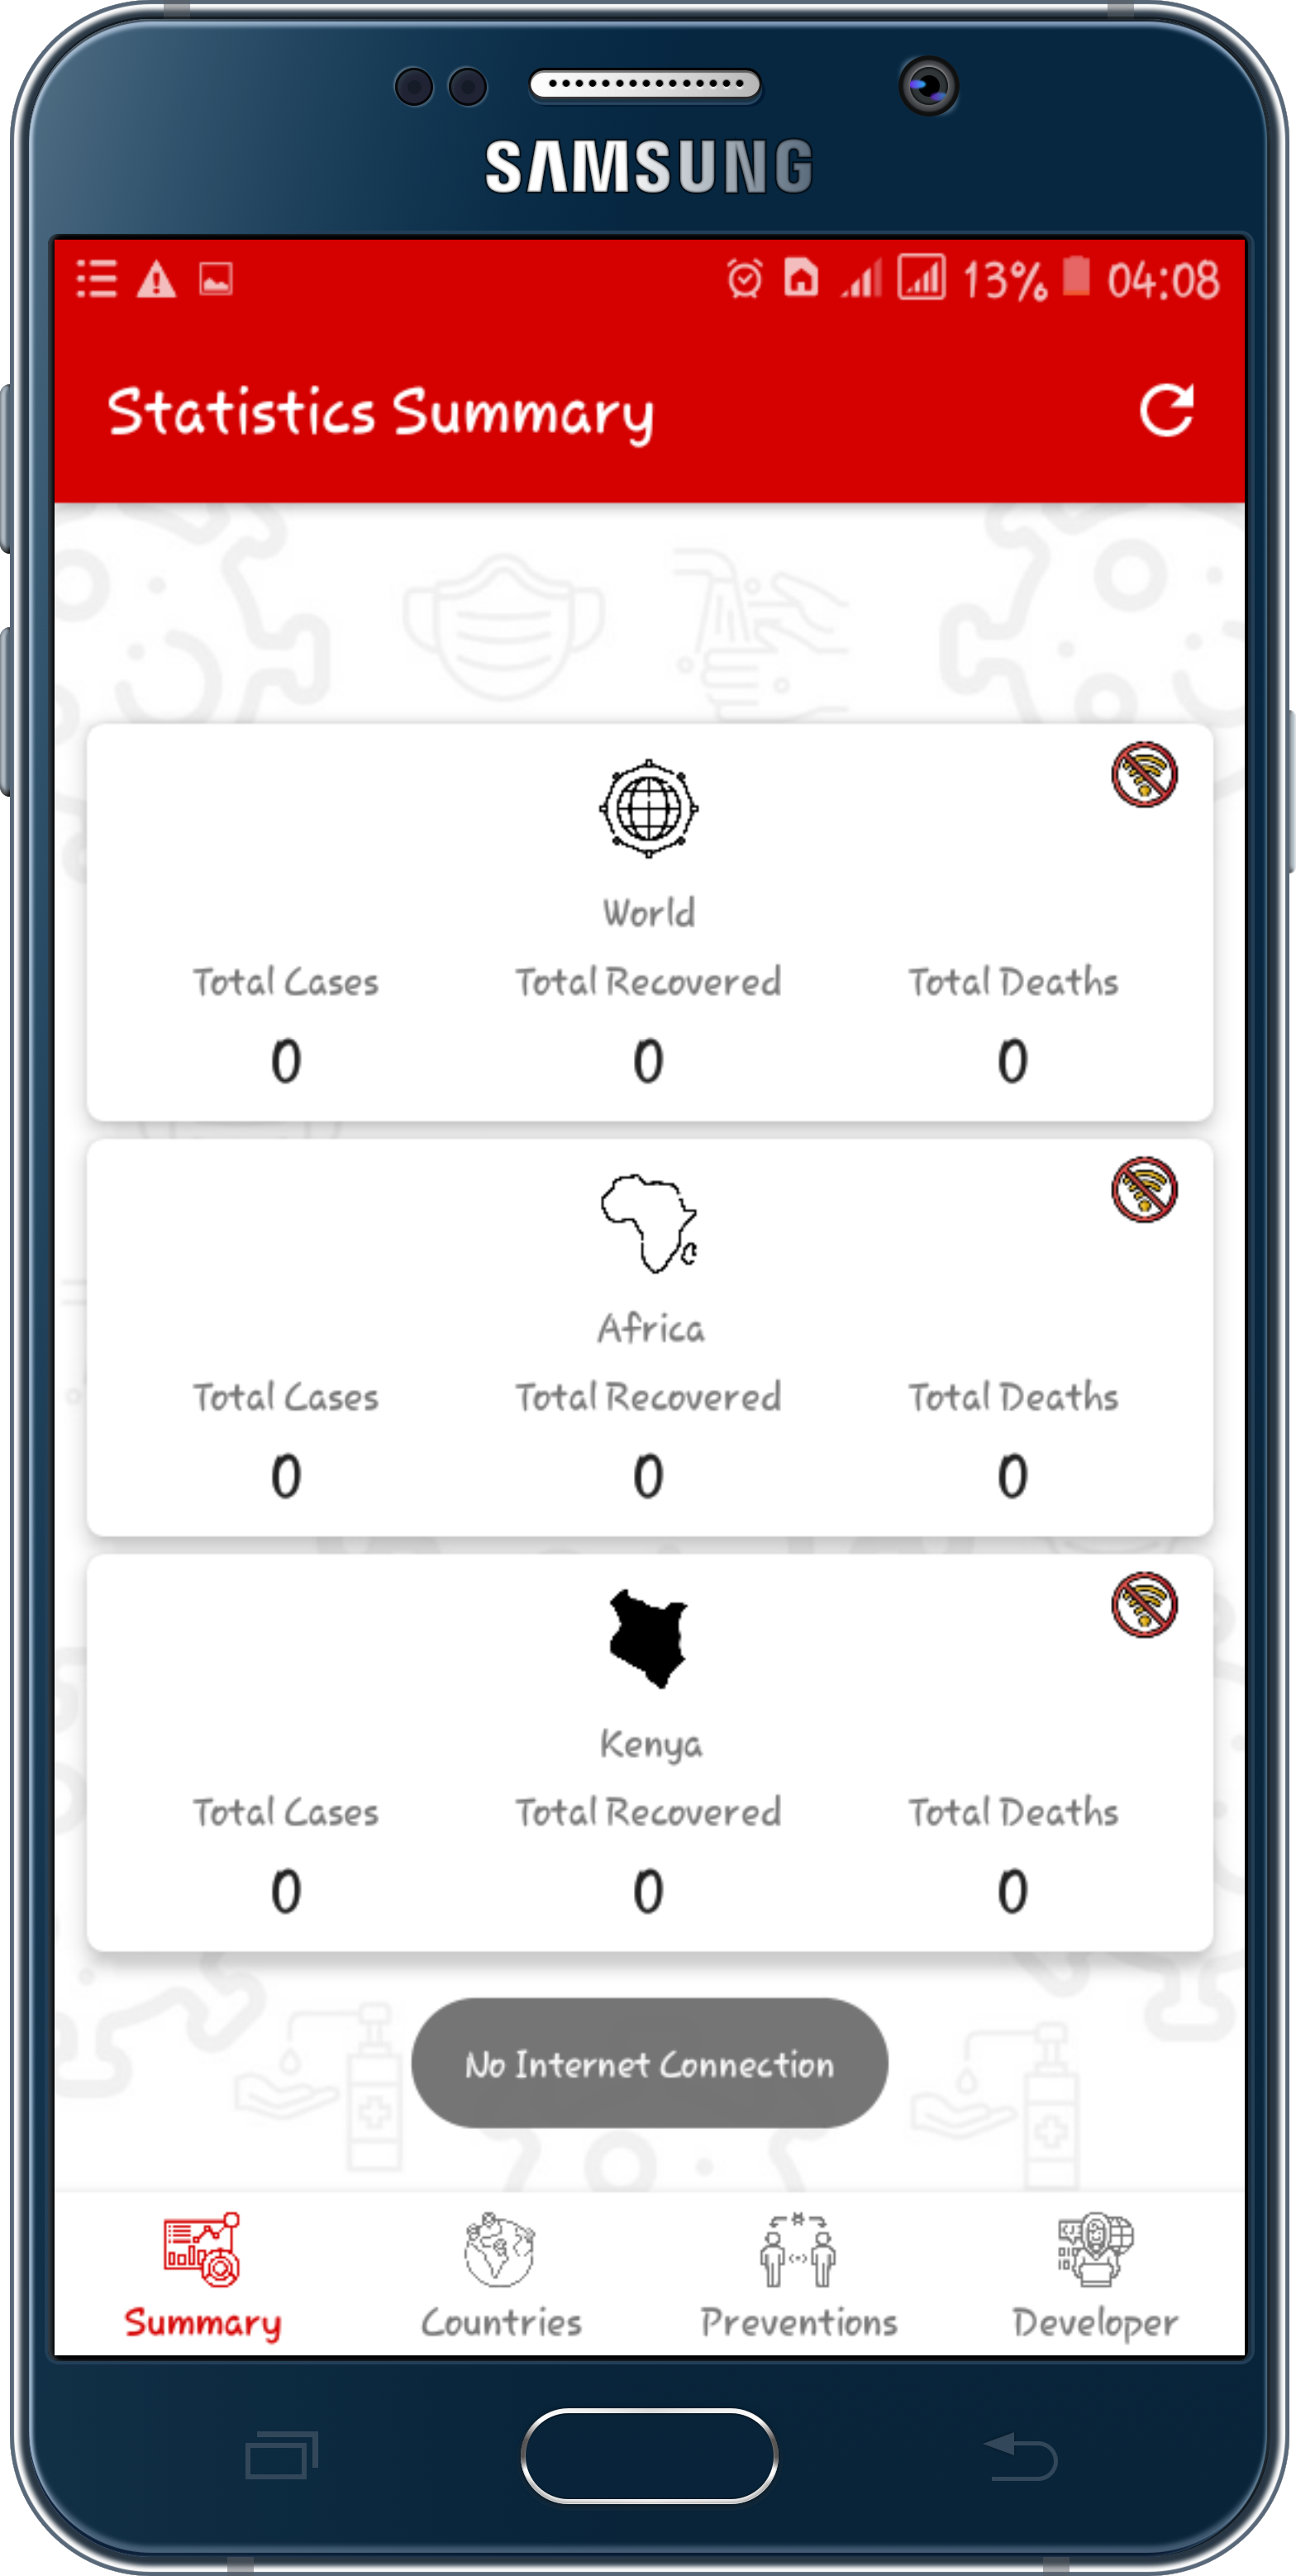 SAMSUNG
13% 04:08
Statistics Summary
World
Total Cases Total Recovered Total Deaths
0 0 0
Africa
Total Cases Total Recovered Total Deaths
0 0 0
Kenya
Total Cases Total Recovered Total Deaths
0 0 0
No Internet Connection
Summary Countries Preventions Developer